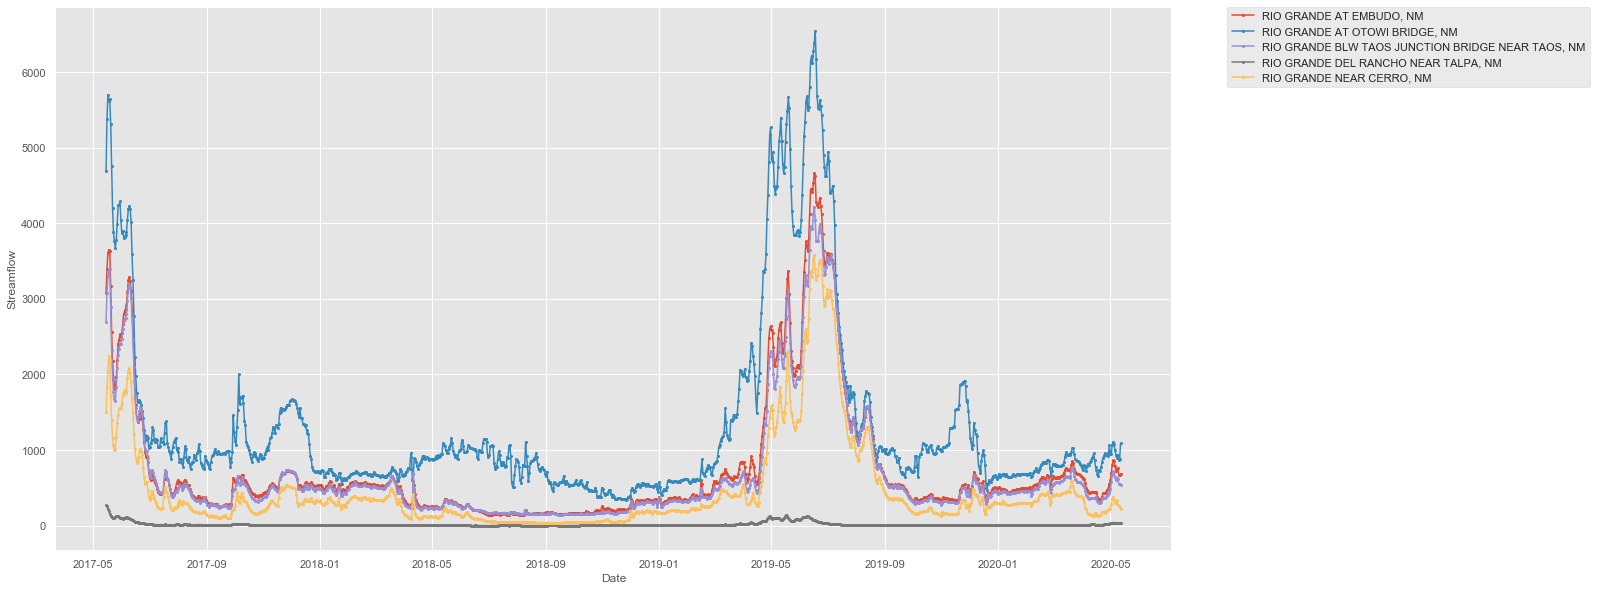 RIO GRANDE AT EMBUDO, NM
RIO GRANDE AT OTOWI BRIDGE, NM
RIO GRANDE BLW TAOS JUNCTION BRIDGE NEAR TAOS, NM
RIO GRANDE DEL RANCHO NEAR TALPA, NM
RIO GRANDE NEAR CERRO, NM
6000
5000
4000
Streamflow
3000
2000
1000
0
2017-05 2017-09 2018-01 2018-05 2018-09 2019-01 2019-05 2019-09 2020-01 2020-05
Date